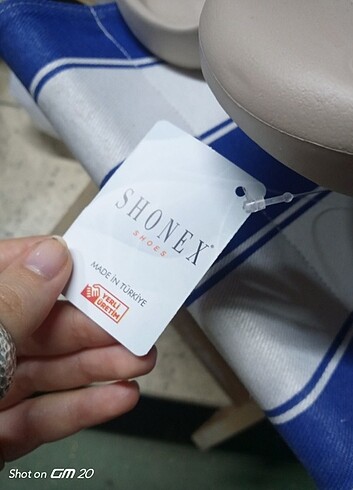 SHONEX®
SHOES
MADE IN TÜRKİYE
YERLİ
ÜRETİM
Shot on GM 20